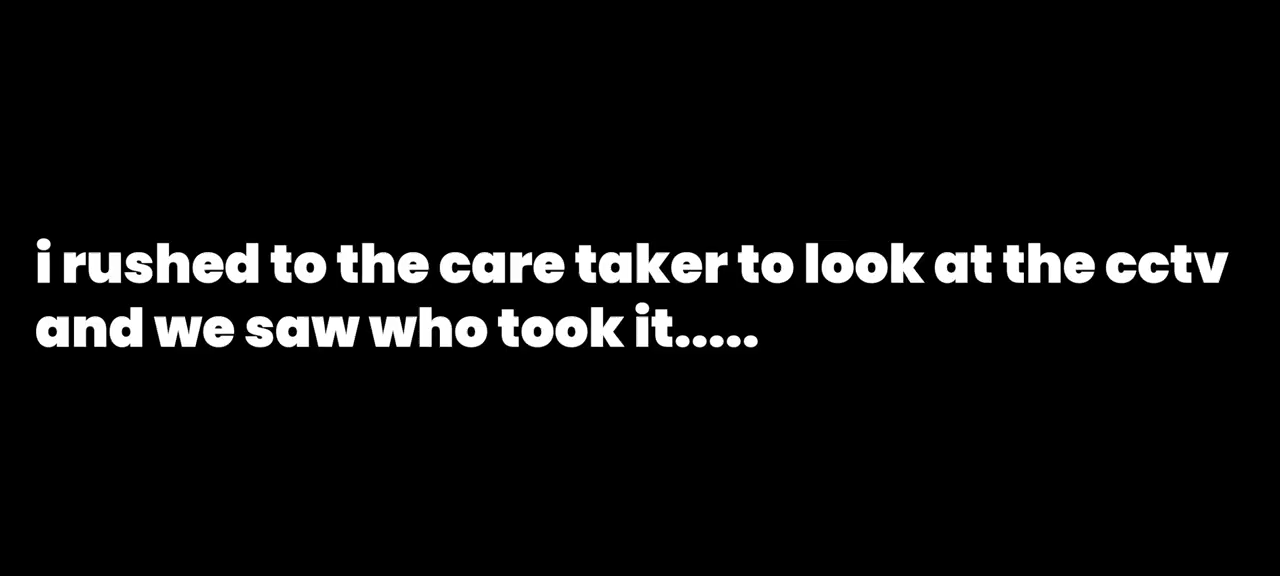 i rushed to the care taker to look at the cctv
and we saw who took it.....